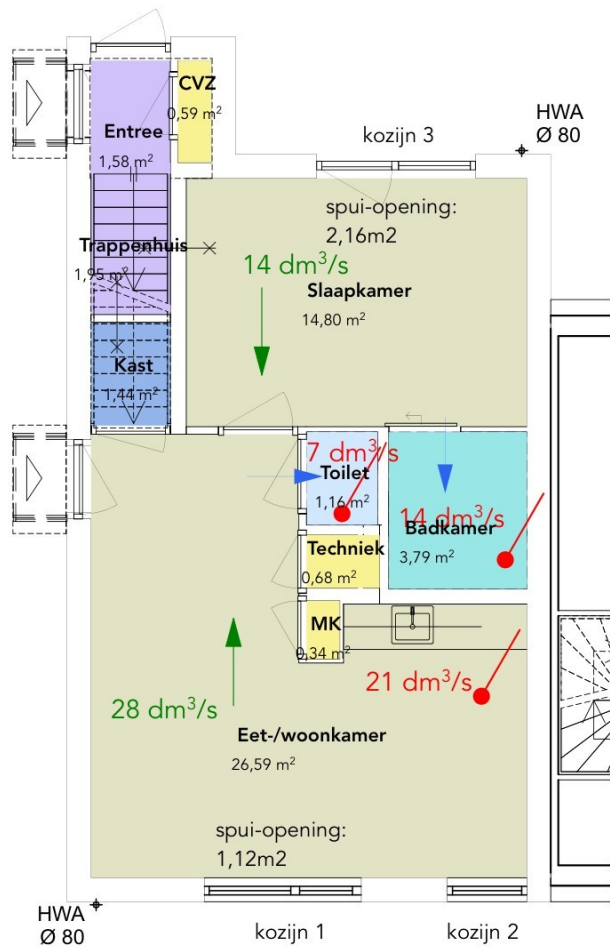 CVZ
0,59 m²
Entree
1,58 m²
HWA
Ø 80
kozijn 3
spui-opening:
2,16m2
Trappenhuis
1,95 m²
14 dm³/s
Slaapkamer
14,80 m²
Kast
1,44 m²
7 dm³/s
Toilet
1,16 m²
14 dm³/s
Badkamer
3,79 m²
Techniek
0,68 m²
MK
0,34 m²
21 dm³/s
28 dm³/s
Eet-/woonkamer
26,59 m²
spui-opening:
1,12m2
HWA
Ø 80
kozijn 1
kozijn 2